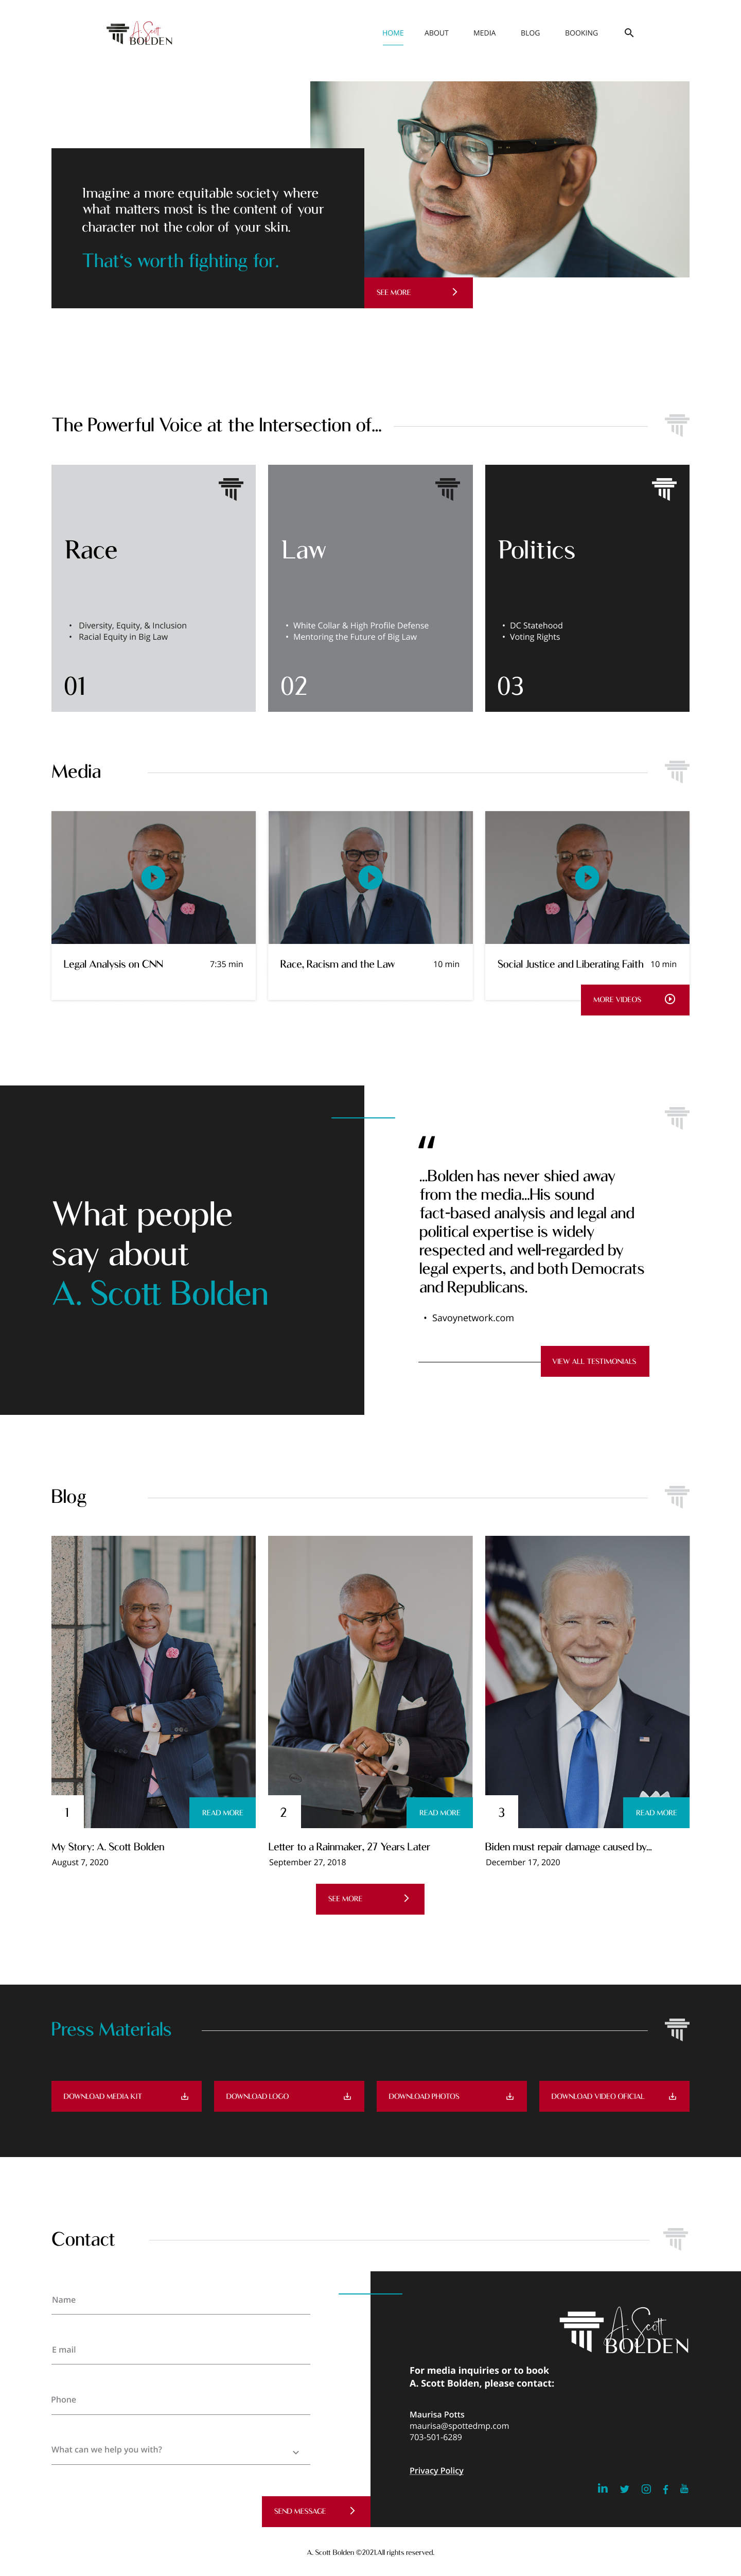 A. Scott
BOLDEN
HOME
ABOUT
MEDIA
BLOG
BOOKING
Imagine a more equitable society where
what matters most is the content of your
character not the color of your skin.
That's worth fighting for.
SEE MORE
The Powerful Voice at the Intersection of...
Race
• Diversity, Equity, & Inclusion
• Racial Equity in Big Law
01
Law
• White Collar & High Profile Defense
• Mentoring the Future of Big Law
02
Politics
• DC Statehood
• Voting Rights
03
Media
Legal Analysis on CNN
7:35 min
Race, Racism and the Law
10 min
Social Justice and Liberating Faith
10 min
MORE VIDEOS
What people
say about
A. Scott Bolden
“
...Bolden has never shied away
from the media...His sound
fact-based analysis and legal and
political expertise is widely
respected and well-regarded by
legal experts, and both Democrats
and Republicans.
• Savoynetwork.com
VIEW ALL TESTIMONIALS
Blog
1
READ MORE
My Story: A. Scott Bolden
August 7, 2020
2
READ MORE
Letter to a Rainmaker, 27 Years Later
September 27, 2018
3
READ MORE
Biden must repair damage caused by...
December 17, 2020
SEE MORE
Press Materials
DOWNLOAD MEDIA KIT
DOWNLOAD LOGO
DOWNLOAD PHOTOS
DOWNLOAD VIDEO OFICIAL
Contact
Name
E mail
Phone
What can we help you with?
SEND MESSAGE
A. Scott
BOLDEN
For media inquiries or to book
A. Scott Bolden, please contact:
Maurisa Potts
maurisa@spottedmp.com
703-501-6289
Privacy Policy
A. Scott Bolden ©2021.All rights reserved.